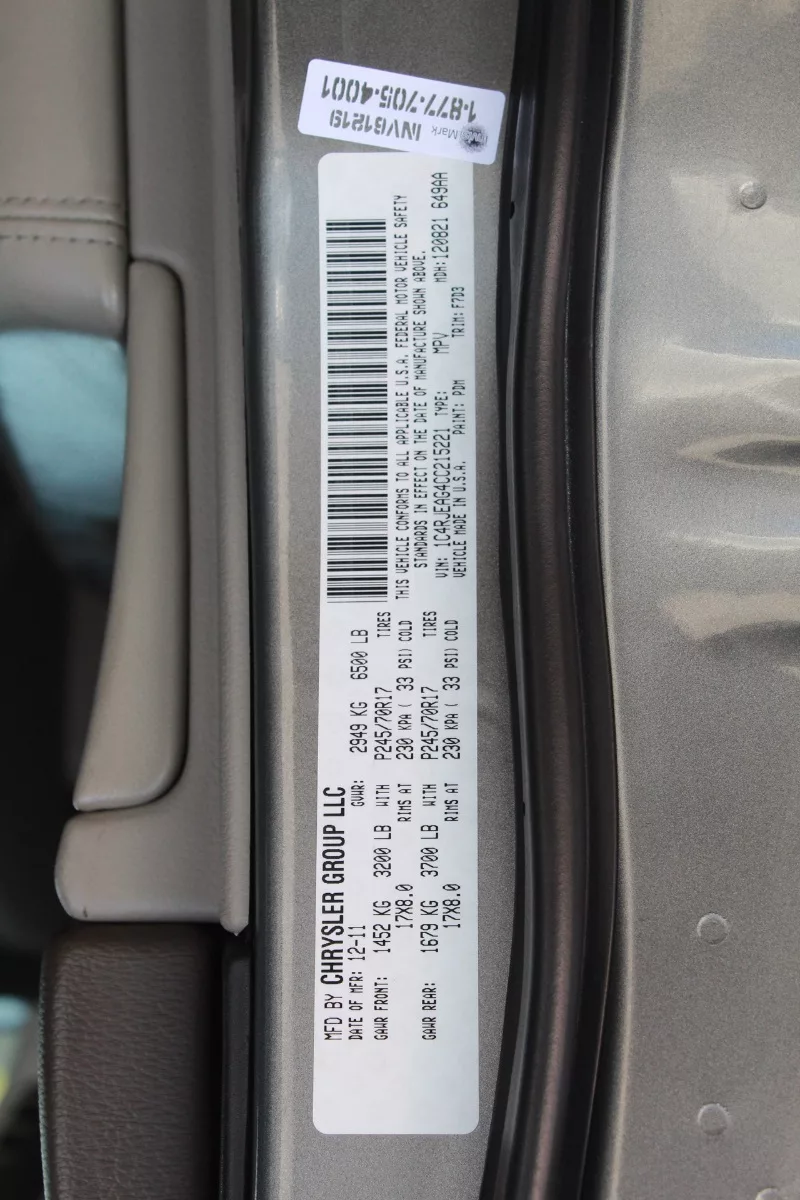 1-877-705-4001
INV61219
Mark
MFD BY CHRYSLER GROUP LLC
DATE OF MFR: 12-11 GVWR: 2949 KG 6500 LB
GAWR FRONT: 1452 KG 3200 LB WITH P245/70R17 TIRES
17X8.0 RIMS AT 230 KPA ( 33 PSI) COLD
GAWR REAR: 1679 KG 3700 LB WITH P245/70R17 TIRES
17X8.0 RIMS AT 230 KPA ( 33 PSI) COLD
THIS VEHICLE CONFORMS TO ALL APPLICABLE U.S.A. FEDERAL MOTOR VEHICLE SAFETY
STANDARDS IN EFFECT ON THE DATE OF MANUFACTURE SHOWN ABOVE.
VIN: 1C4RJEAG4CC215221 TYPE: MPV MDH:120821 649AA
VEHICLE MADE IN U.S.A. PAINT: PDM TRIM: F7D3